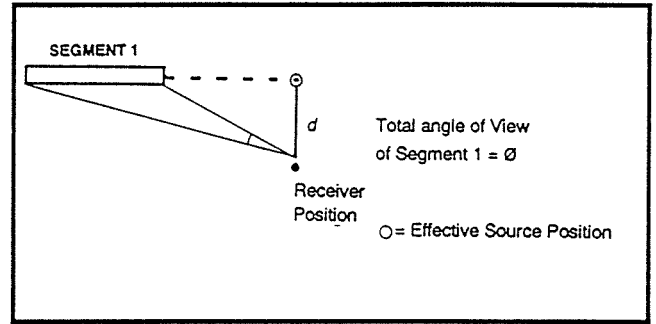 SEGMENT 1
d
Total angle of View
of Segment 1 = Ø
Receiver
Position
○= Effective Source Position